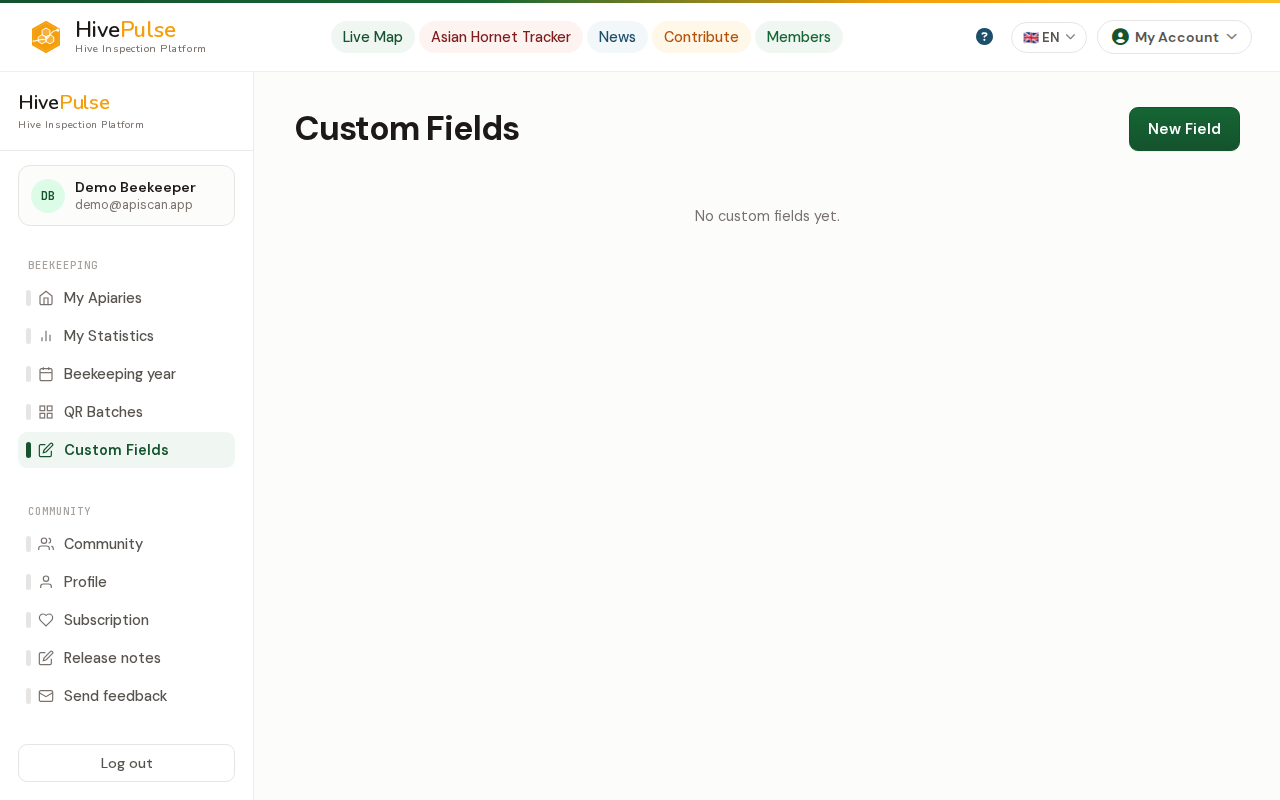 HivePulse
Hive Inspection Platform
Live Map
Asian Hornet Tracker
News
Contribute
Members
?
EN
My Account
HivePulse
Hive Inspection Platform
DB
Demo Beekeeper
demo@apiscan.app
BEEKEEPING
My Apiaries
My Statistics
Beekeeping year
QR Batches
Custom Fields
COMMUNITY
Community
Profile
Subscription
Release notes
Send feedback
Log out
Custom Fields
New Field
No custom fields yet.